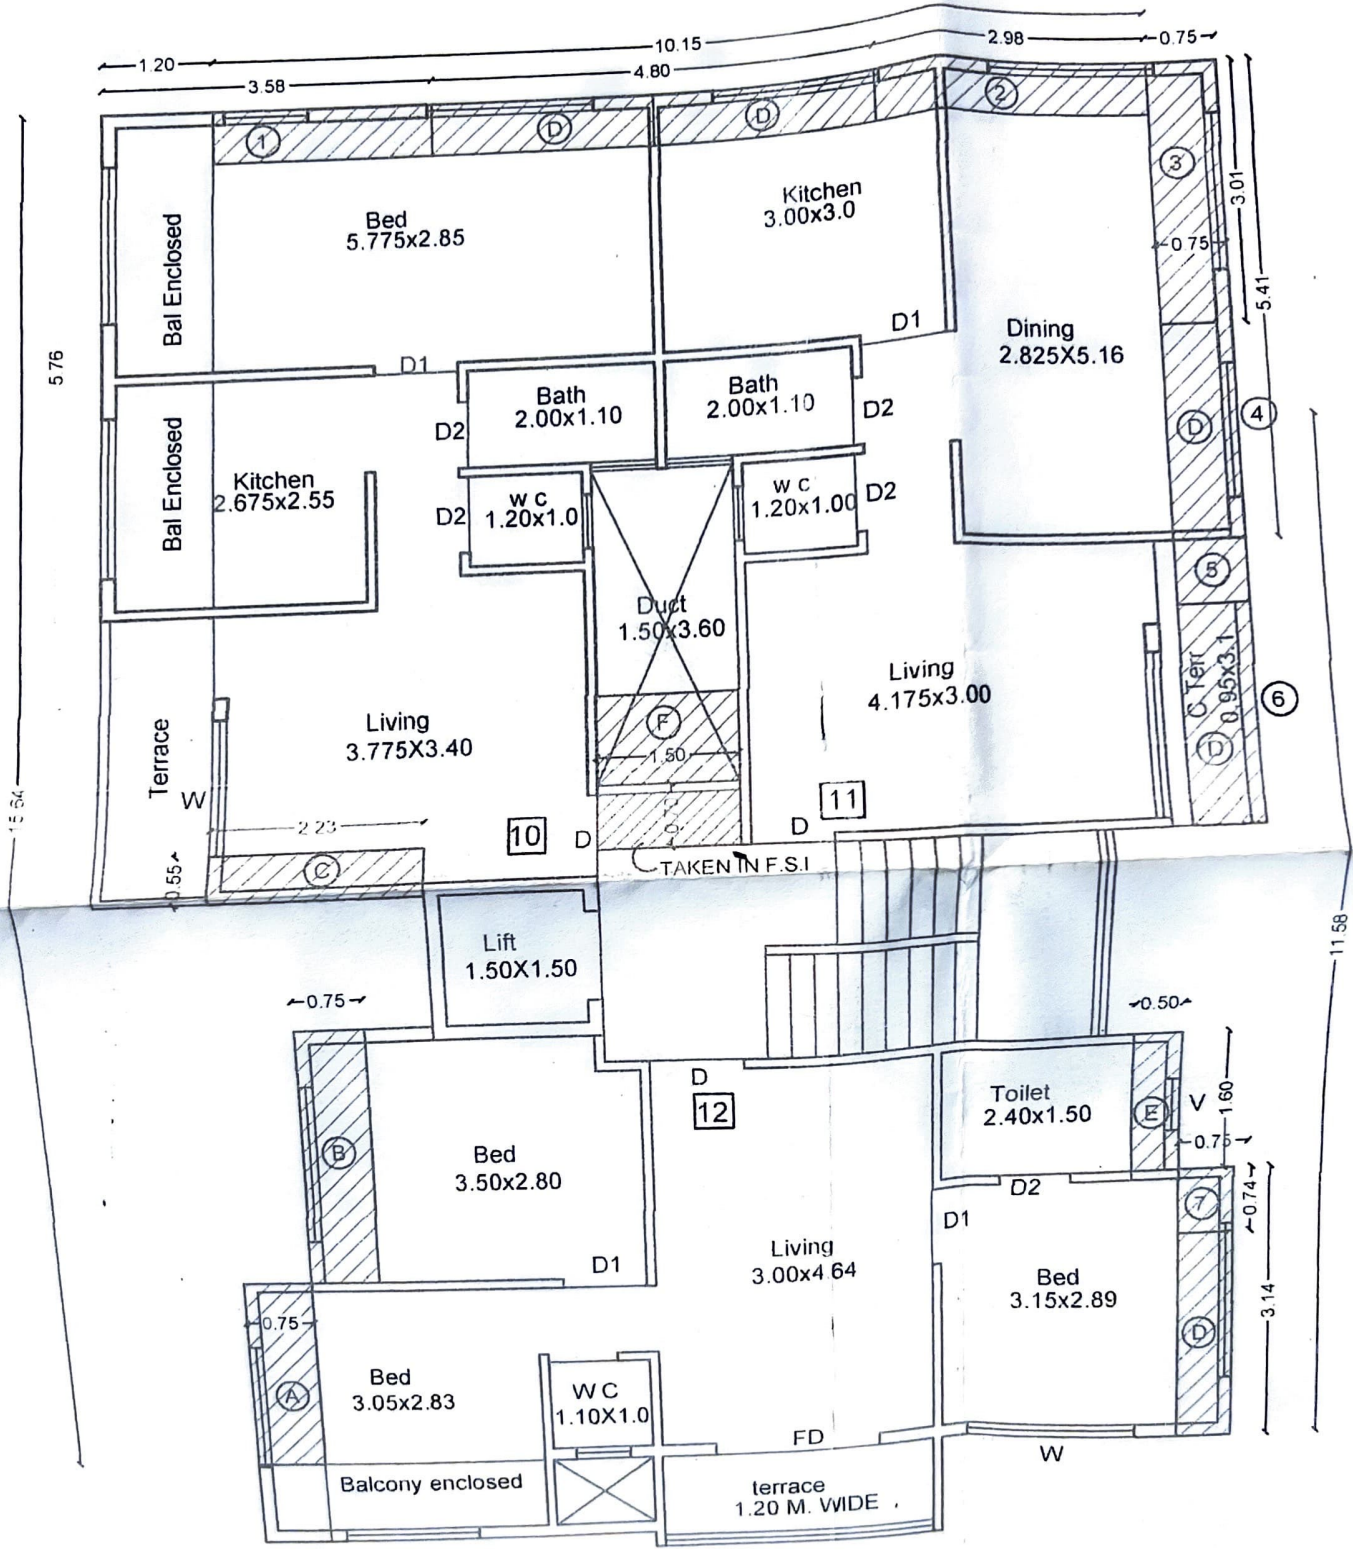 10.15
2.98
0.75
1.20
4.80
3.58
1
D
D
2
3
3.01
0.75
5.41
Bal Enclosed
Bed
5.775x2.85
Kitchen
3.00x3.0
D1
Dining
2.825X5.16
5.76
D1
Bath
2.00x1.10
Bath
2.00x1.10
D2
D2
D
4
Bal Enclosed
Kitchen
2.675x2.55
D2
W C
1.20x1.0
W C
1.20x1.00
D2
5
Duct
1.50x3.60
Living
4.175x3.00
C Terr
0.95x3.1
6
D
Terrace
Living
3.775X3.40
F
1.50
W
2.23
10
D
11
D
15.64
0.55
C
TAKEN IN F.S.I
Lift
1.50X1.50
11.58
0.75
0.50
D
12
Toilet
2.40x1.50
E
V
1.60
0.75
B
Bed
3.50x2.80
D2
D1
7
0.74
D1
Living
3.00x4.64
Bed
3.15x2.89
3.14
D
0.75
A
Bed
3.05x2.83
W C
1.10X1.0
FD
W
Balcony enclosed
terrace
1.20 M. WIDE